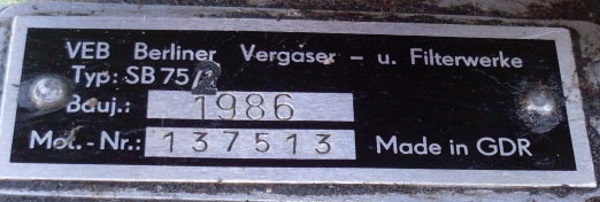 VEB Berliner Vergaser - u. Filterwerke
Typ: SB 75/2
Bauj.: 1986
Mot.-Nr.: 137513 Made in GDR